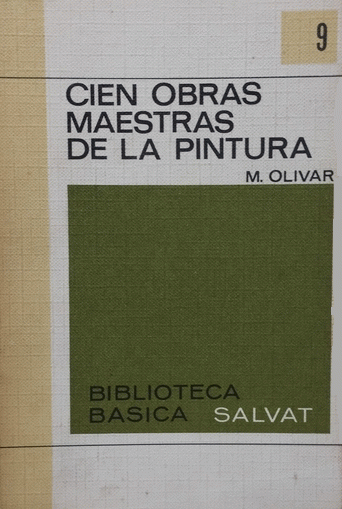 9
CIEN OBRAS
MAESTRAS
DE LA PINTURA
M. OLIVAR
BIBLIOTECA
BASICA SALVAT